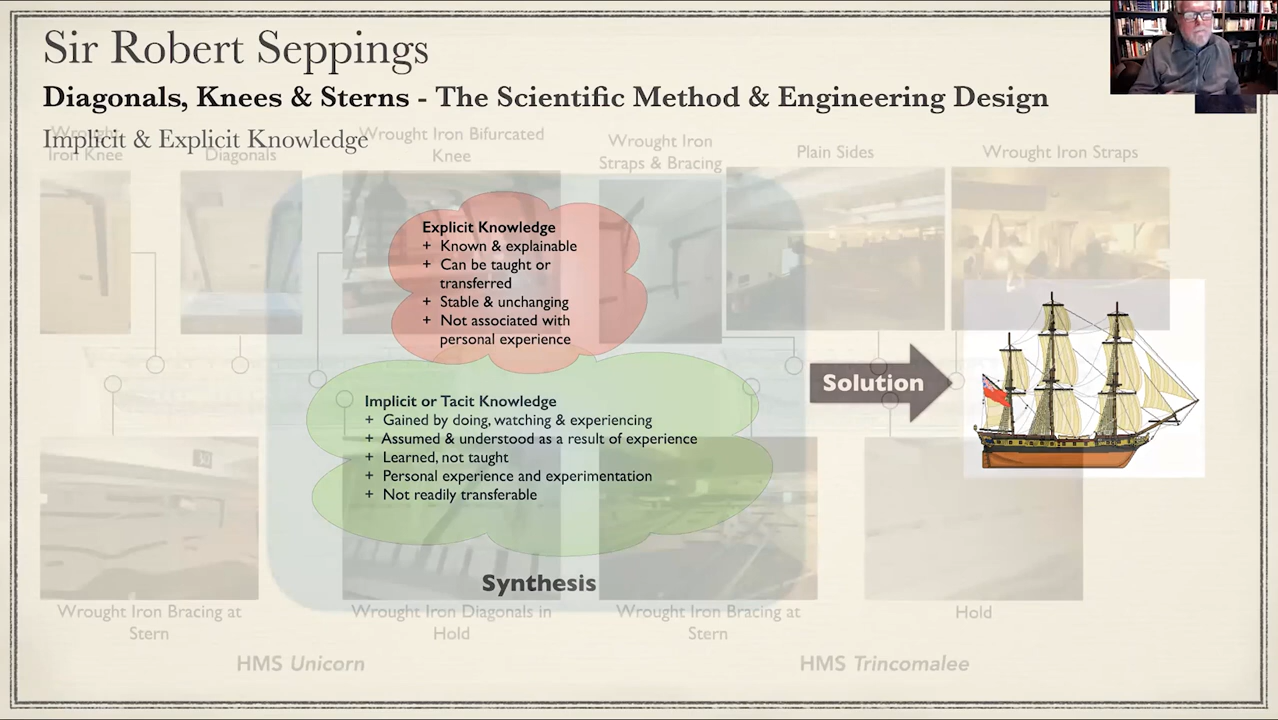 Sir Robert Seppings
Diagonals, Knees & Sterns - The Scientific Method & Engineering Design
Implicit & Explicit Knowledge
Wrought
Iron Knee
Diagonals
Wrought Iron Bifurcated
Knee
Wrought Iron
Straps & Bracing
Plain Sides
Wrought Iron Straps
Explicit Knowledge
+ Known & explainable
+ Can be taught or
transferred
+ Stable & unchanging
+ Not associated with
personal experience
Implicit or Tacit Knowledge
+ Gained by doing, watching & experiencing
+ Assumed & understood as a result of experience
+ Learned, not taught
+ Personal experience and experimentation
+ Not readily transferable
Synthesis
Solution
Wrought Iron Bracing at
Stern
Wrought Iron Diagonals in
Hold
Wrought Iron Bracing at
Stern
Hold
HMS Unicorn
HMS Trincomalee